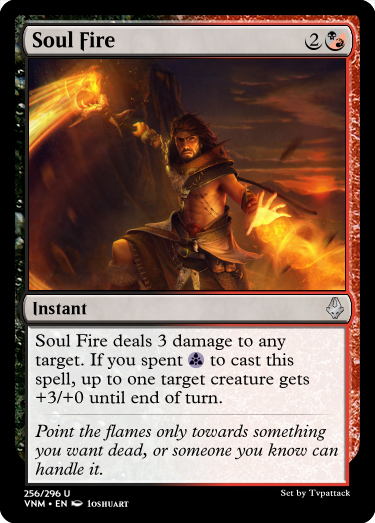 Soul Fire 2
Instant
Soul Fire deals 3 damage to any
target. If you spent to cast this
spell, up to one target creature gets
+3/+0 until end of turn.
Point the flames only towards something
you want dead, or someone you know can
handle it.
256/296 U
Set by Tvpattack
VNM • EN Ioshuart